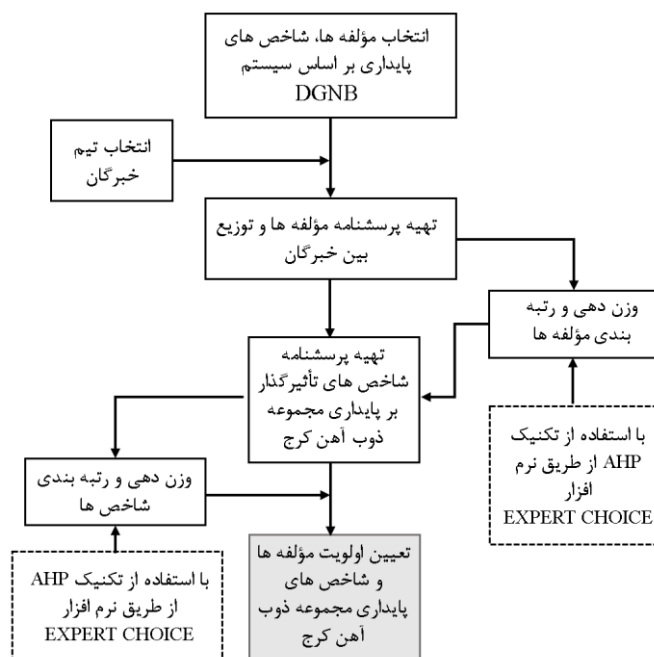 انتخاب مؤلفه ها، شاخص های
پایداری بر اساس سیستم
DGNB
انتخاب تیم
خبرگان
تهیه پرسشنامه مؤلفه ها و توزیع
بین خبرگان
وزن دهی و رتبه
بندی مؤلفه ها
تهیه پرسشنامه
شاخص های تأثیرگذار
بر پایداری مجموعه
ذوب آهن کرج
با استفاده از تکنیک
AHP از طریق نرم
افزار
EXPERT CHOICE
وزن دهی و رتبه بندی
شاخص ها
تعیین اولویت مؤلفه ها
و شاخص های
پایداری مجموعه ذوب
آهن کرج
با استفاده از تکنیک AHP
از طریق نرم افزار
EXPERT CHOICE